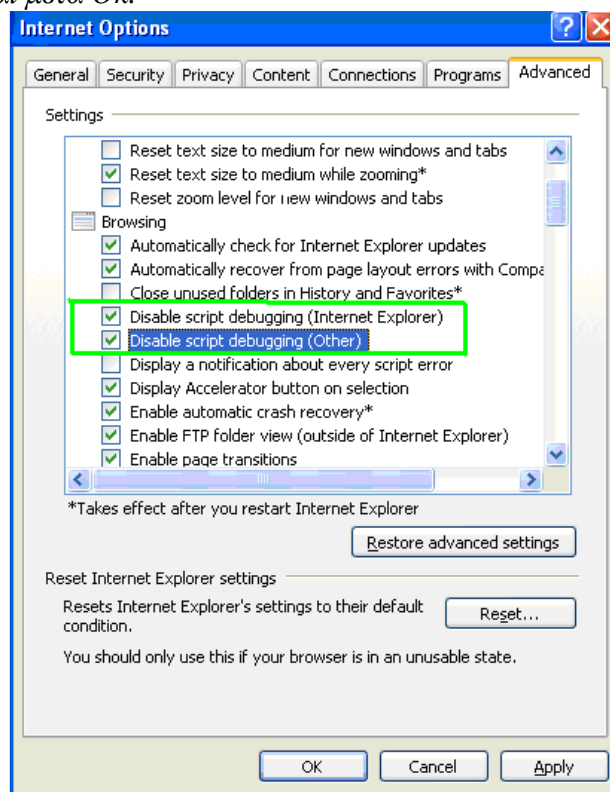 μετά Ok.
Internet Options
General Security Privacy Content Connections Programs Advanced
Settings
Reset text size to medium for new windows and tabs
Reset text size to medium while zooming*
Reset zoom level for new windows and tabs
Browsing
Automatically check for Internet Explorer updates
Automatically recover from page layout errors with Compa
Close unused folders in History and Favorites*
Disable script debugging (Internet Explorer)
Disable script debugging (Other)
Display a notification about every script error
Display Accelerator button on selection
Enable automatic crash recovery*
Enable FTP folder view (outside of Internet Explorer)
Enable page transitions
*Takes effect after you restart Internet Explorer
Restore advanced settings
Reset Internet Explorer settings
Resets Internet Explorer's settings to their default
condition.
Reset...
You should only use this if your browser is in an unusable state.
OK Cancel Apply